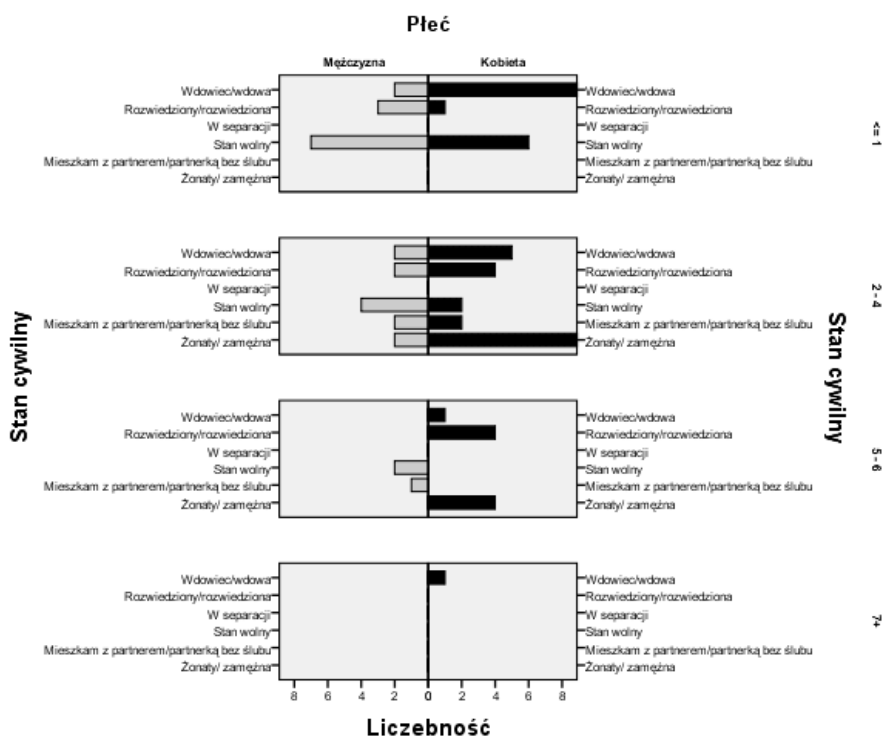 Płeć
Mężczyzna Kobieta
Wdowiec/wdowa Wdowiec/wdowa
Rozwiedziony/rozwiedziona Rozwiedziony/rozwiedziona
W separacji W separacji
Stan wolny Stan wolny
Mieszkam z partnerem/partnerką bez ślubu Mieszkam z partnerem/partnerką bez ślubu
Żonaty/ zamężna Żonaty/ zamężna
<= 1
Wdowiec/wdowa Wdowiec/wdowa
Rozwiedziony/rozwiedziona Rozwiedziony/rozwiedziona
W separacji W separacji
Stan wolny Stan wolny
Mieszkam z partnerem/partnerką bez ślubu Mieszkam z partnerem/partnerką bez ślubu
Żonaty/ zamężna Żonaty/ zamężna
2 - 4
Stan cywilny
Stan cywilny
Wdowiec/wdowa Wdowiec/wdowa
Rozwiedziony/rozwiedziona Rozwiedziony/rozwiedziona
W separacji W separacji
Stan wolny Stan wolny
Mieszkam z partnerem/partnerką bez ślubu Mieszkam z partnerem/partnerką bez ślubu
Żonaty/ zamężna Żonaty/ zamężna
5 - 6
Wdowiec/wdowa Wdowiec/wdowa
Rozwiedziony/rozwiedziona Rozwiedziony/rozwiedziona
W separacji W separacji
Stan wolny Stan wolny
Mieszkam z partnerem/partnerką bez ślubu Mieszkam z partnerem/partnerką bez ślubu
Żonaty/ zamężna Żonaty/ zamężna
7+
8 6 4 2 0 2 4 6 8
Liczebność